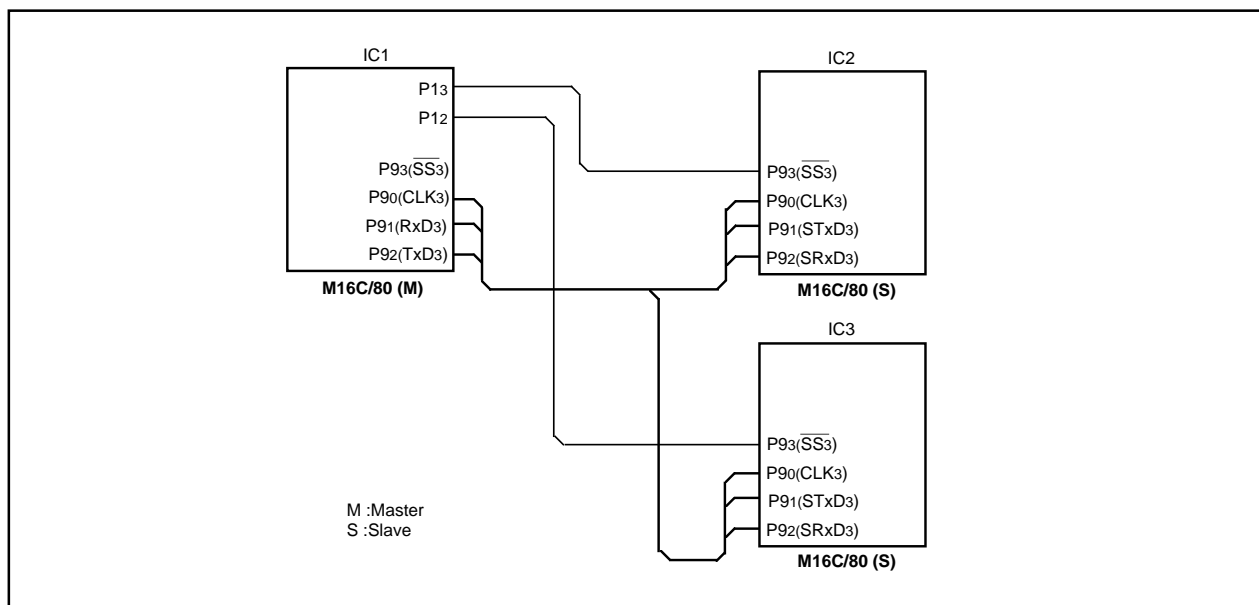 IC1
P13
P12
P93(SS3)
P90(CLK3)
P91(RxD3)
P92(TxD3)
M16C/80 (M)
IC2
P93(SS3)
P90(CLK3)
P91(STxD3)
P92(SRxD3)
M16C/80 (S)
IC3
P93(SS3)
P90(CLK3)
P91(STxD3)
P92(SRxD3)
M16C/80 (S)
M :Master
S :Slave